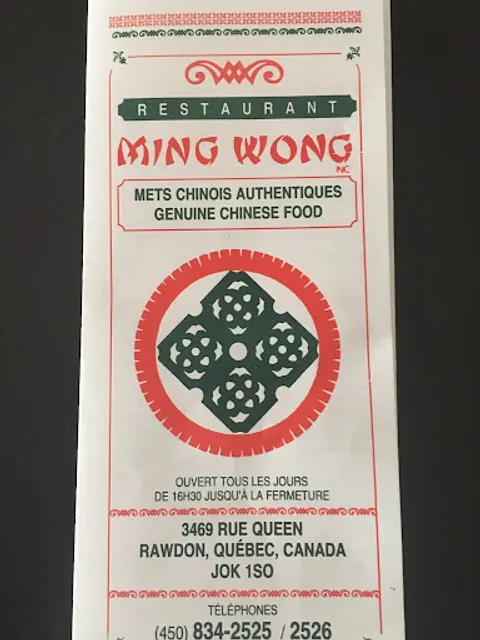 RESTAURANT
MING WONG
INC
METS CHINOIS AUTHENTIQUES
GENUINE CHINESE FOOD
OUVERT TOUS LES JOURS
DE 16H30 JUSQU'À LA FERMETURE
3469 RUE QUEEN
RAWDON, QUÉBEC, CANADA
JOK 1SO
TÉLÉPHONES
(450) 834-2525 / 2526